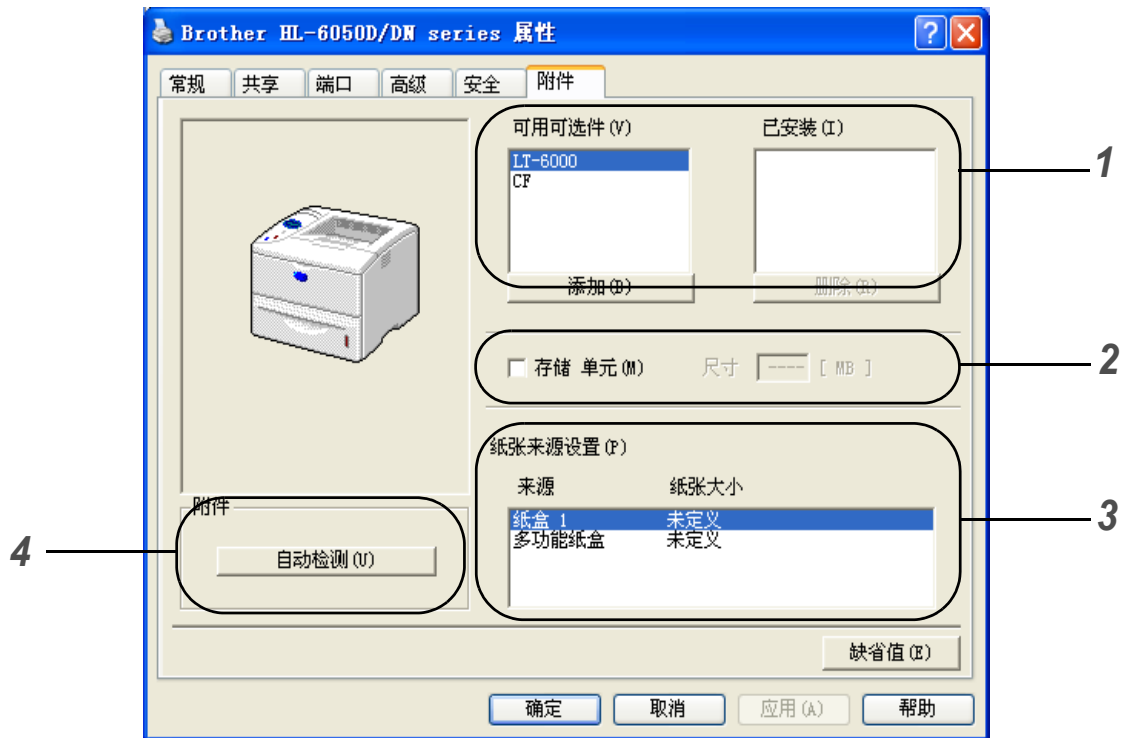 Brother HL-6050D/DN series 属性
常规 共享 端口 高级 安全 附件
可用可选件(V) 已安装(I)
LT-6000
CF
1
添加(D) 删除(R)
存储 单元(M) 尺寸 ---- [ MB ]
2
纸张来源设置(P)
来源 纸张大小
纸盒 1 未定义
多功能纸盒 未定义
3
附件
自动检测(U)
4
缺省值(E)
确定 取消 应用(A) 帮助